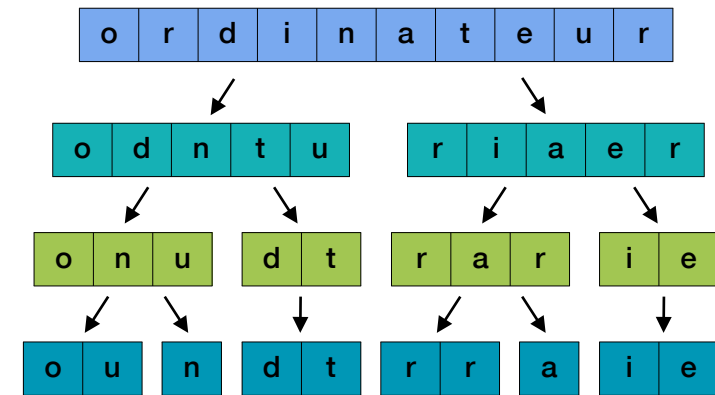 o r d i n a t e u r
o d n t u r i a e r
o n u d t r a r i e
o u n d t r r a i e